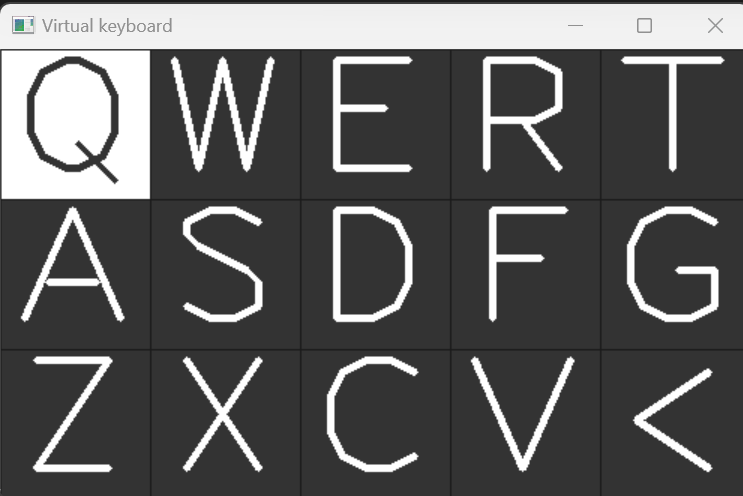 Virtual keyboard
Q W E R T
A S D F G
Z X C V <